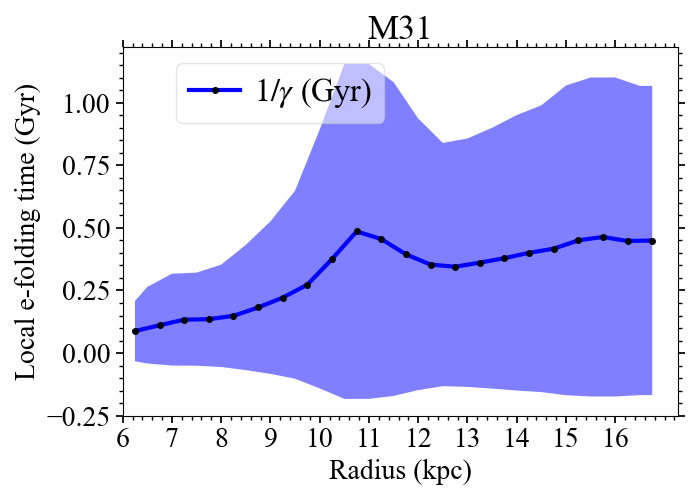 M31
1/γ (Gyr)
Local e-folding time (Gyr)
1.00
0.75
0.50
0.25
0.00
−0.25
6 7 8 9 10 11 12 13 14 15 16
Radius (kpc)